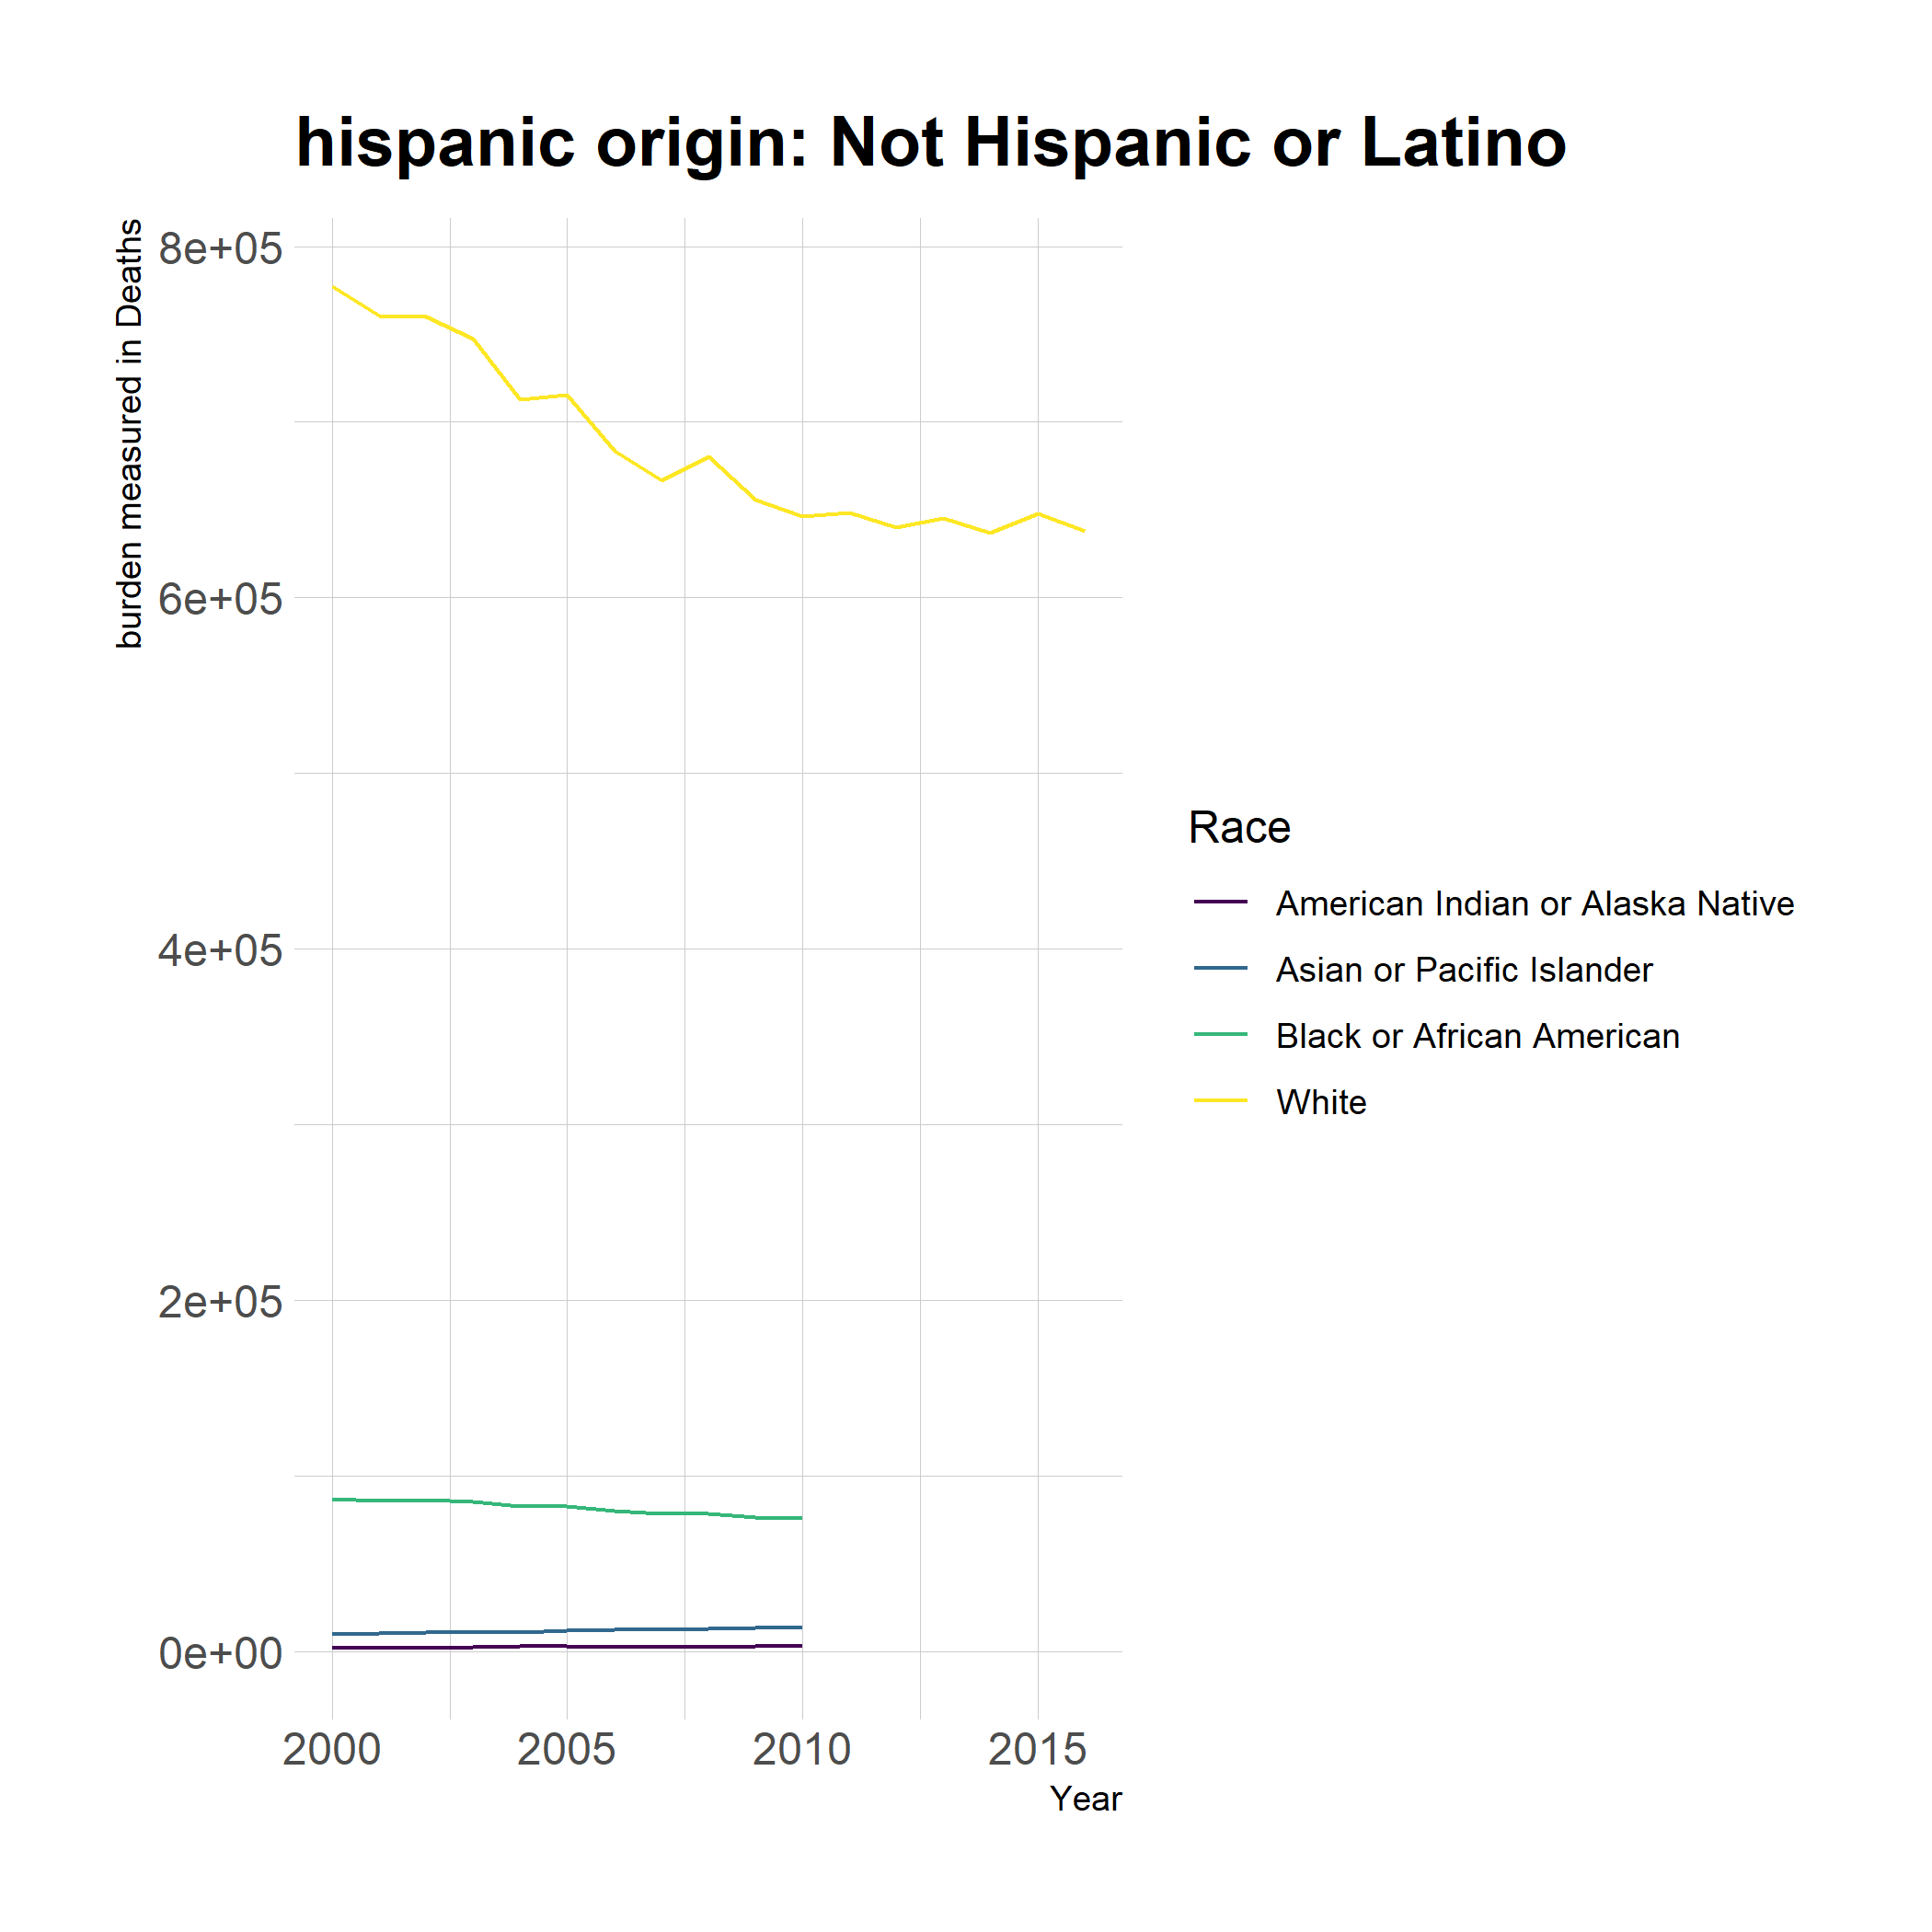 hispanic origin: Not Hispanic or Latino
burden measured in Deaths
8e+05
6e+05
4e+05
2e+05
0e+00
2000 2005 2010 2015
Year
Race
American Indian or Alaska Native
Asian or Pacific Islander
Black or African American
White